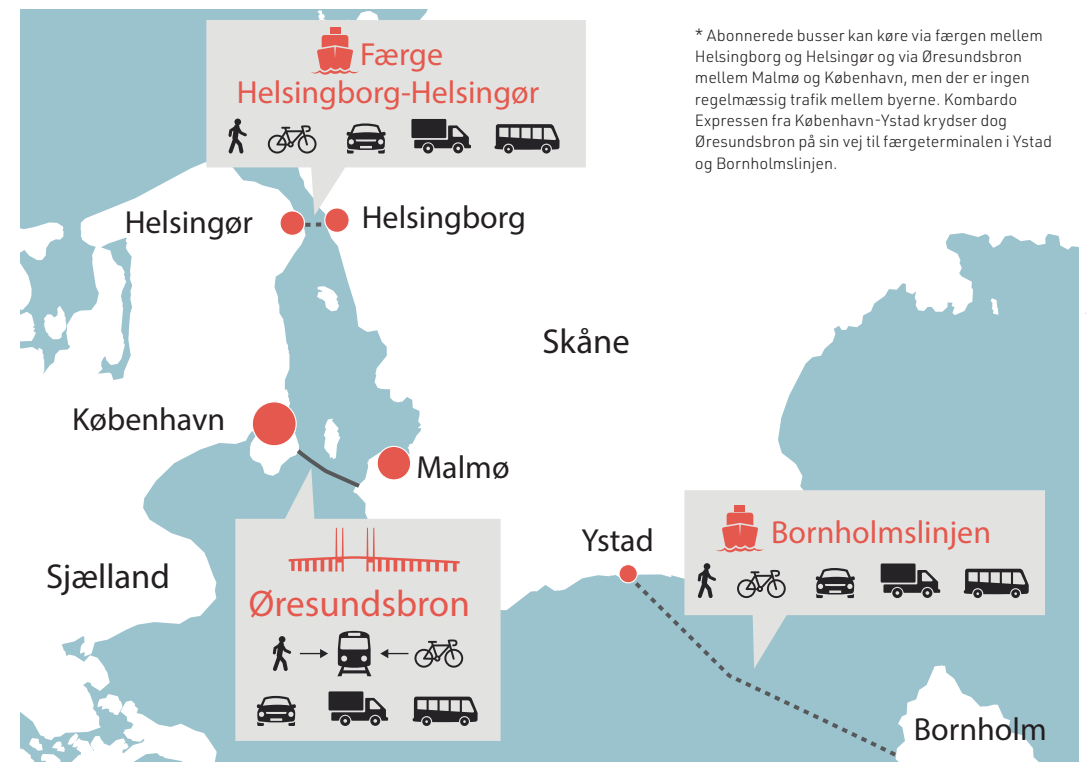 Færge
Helsingborg-Helsingør
* Abonnerede busser kan køre via færgen mellem
Helsingborg og Helsingør og via Øresundsbron
mellem Malmø og København, men der er ingen
regelmæssig trafik mellem byerne. Kombardo
Expressen fra København-Ystad krydser dog
Øresundsbron på sin vej til færgeterminalen i Ystad
og Bornholmslinjen.
Helsingør
Helsingborg
Skåne
København
Malmø
Ystad
Bornholmslinjen
Sjælland
Øresundsbron
Bornholm